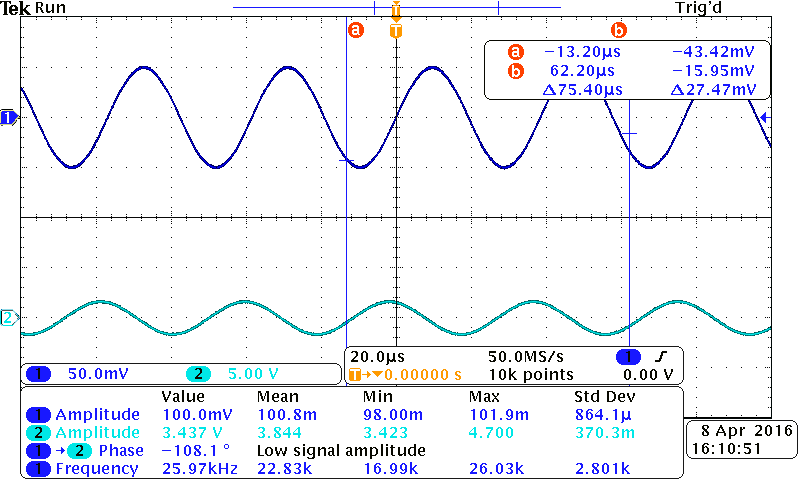 Tek Run Trig'd
T
a b
T
a −13.20µs −43.42mV
b 62.20µs −15.95mV
Δ75.40µs Δ27.47mV
1
2
1 50.0mV 2 5.00 V
20.0µs 50.0MS/s 1
T→▼0.00000 s 10k points 0.00 V
Value Mean Min Max Std Dev
1 Amplitude 100.0mV 100.8m 98.00m 101.9m 864.1µ
2 Amplitude 3.437 V 3.844 3.423 4.700 370.3m
1 → 2 Phase −108.1 ° Low signal amplitude
1 Frequency 25.97kHz 22.83k 16.99k 26.03k 2.801k
8 Apr 2016
16:10:51